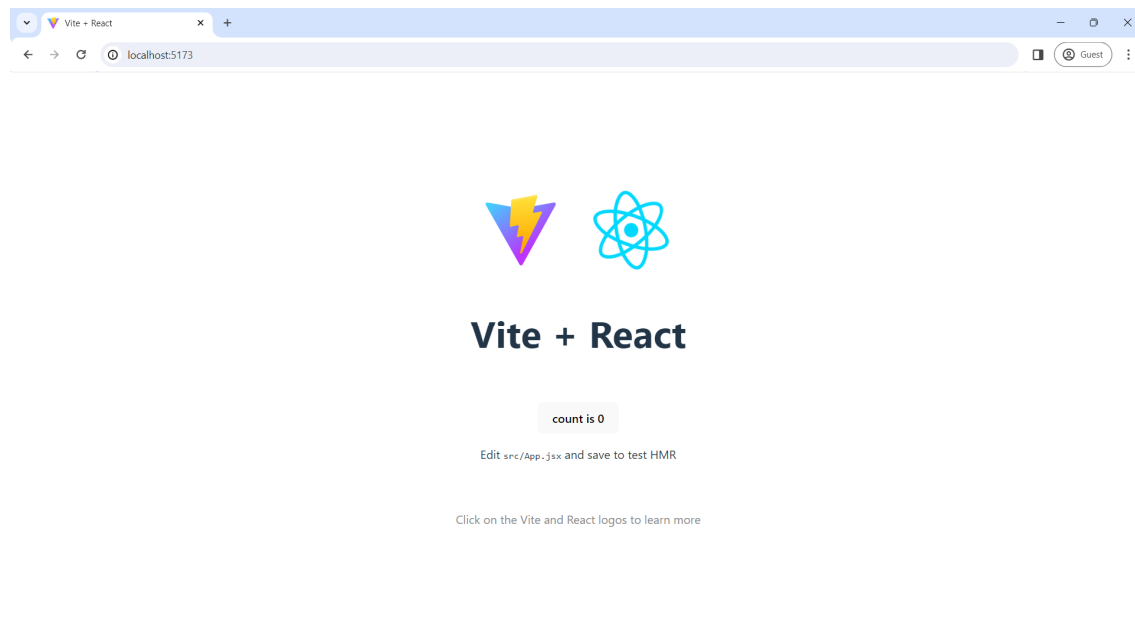 Vite + React
localhost:5173
Guest
Vite + React
count is 0
Edit src/App.jsx and save to test HMR
Click on the Vite and React logos to learn more